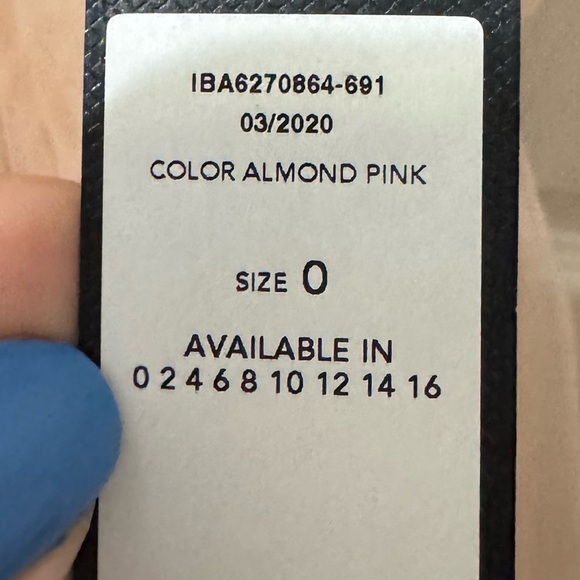 IBA6270864-691
03/2020
COLOR ALMOND PINK
SIZE 0
AVAILABLE IN
0 2 4 6 8 10 12 14 16